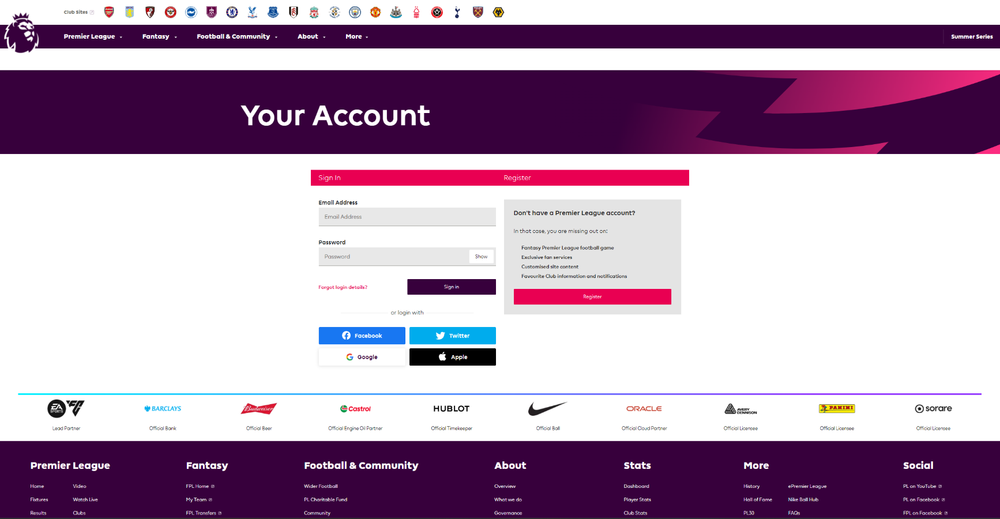 Club Sites
Premier League
Fantasy
Football & Community
About
More
Summer Series
Your Account
Sign In
Register
Email Address
Email Address
Password
Password
Show
Forgot login details?
Sign in
or login with
Facebook
Twitter
Google
Apple
Don't have a Premier League account?
In that case, you are missing out on:
Fantasy Premier League football game
Exclusive fan services
Customised site content
Favourite Club information and notifications
Register
EA SPORTS FC
Lead Partner
BARCLAYS
Official Bank
Budweiser
Official Beer
Castrol
Official Engine Oil Partner
HUBLOT
Official Timekeeper
Official Ball
ORACLE
Official Cloud Partner
AVERY
DENNISON
Official Licensee
PANINI
Official Licensee
sorare
Official Licensee
Premier League
Home
Video
Fixtures
Watch Live
Results
Clubs
Fantasy
FPL Home
My Team
FPL Transfers
Football & Community
Wider Football
PL Charitable Fund
Community
About
Overview
What we do
Governance
Stats
Dashboard
Player Stats
Club Stats
More
History
ePremier League
Hall of Fame
Nike Ball Hub
PL30
FAQs
Social
PL on YouTube
PL on Facebook
FPL on Facebook